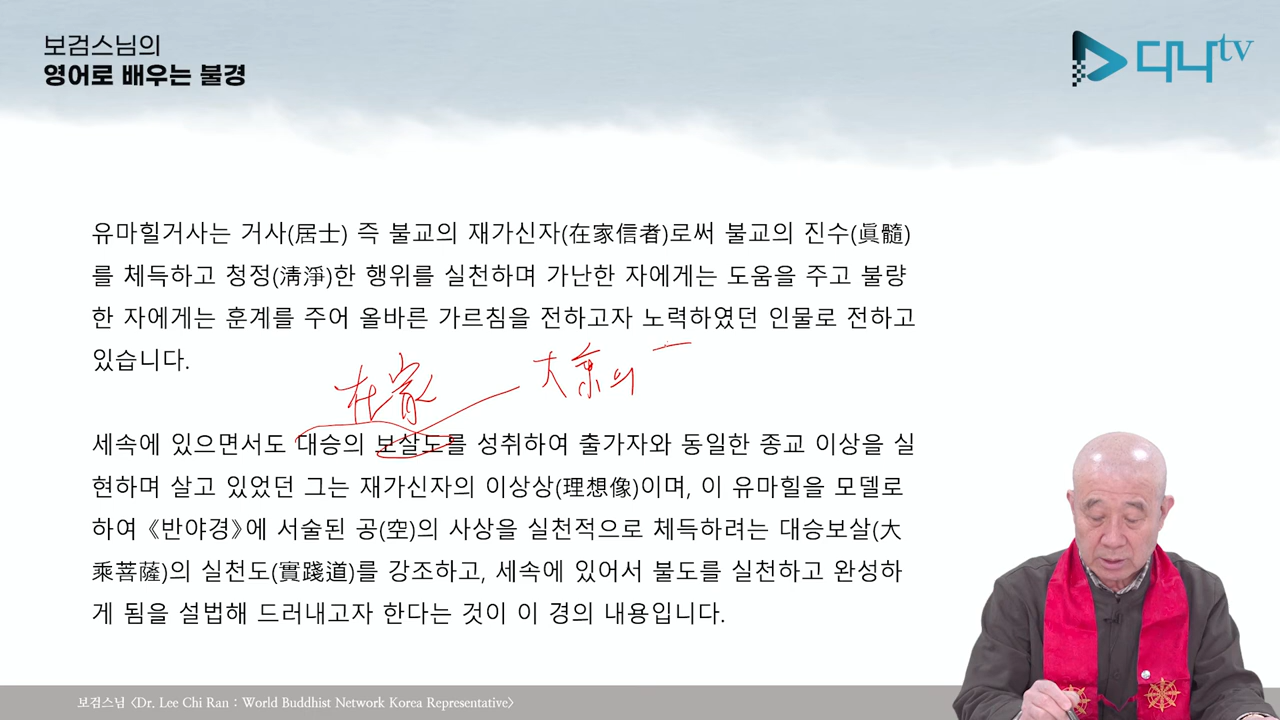 보검스님의
영어로 배우는 불경
다나tv
유마힐거사는 거사(居士) 즉 불교의 재가신자(在家信者)로써 불교의 진수(眞髓)
를 체득하고 청정(淸淨)한 행위를 실천하며 가난한 자에게는 도움을 주고 불량
한 자에게는 훈계를 주어 올바른 가르침을 전하고자 노력하였던 인물로 전하고
있습니다.
在家
세속에 있으면서도 대승의 보살도를 성취하여 출가자와 동일한 종교 이상을 실
현하며 살고 있었던 그는 재가신자의 이상상(理想像)이며, 이 유마힐을 모델로
하여 《반야경》에 서술된 공(空)의 사상을 실천적으로 체득하려는 대승보살(大
乘菩薩)의 실천도(實踐道)를 강조하고, 세속에 있어서 불도를 실천하고 완성하
게 됨을 설법해 드러내고자 한다는 것이 이 경의 내용입니다.
보검스님 <Dr. Lee Chi Ran : World Buddhist Network Korea Representative>